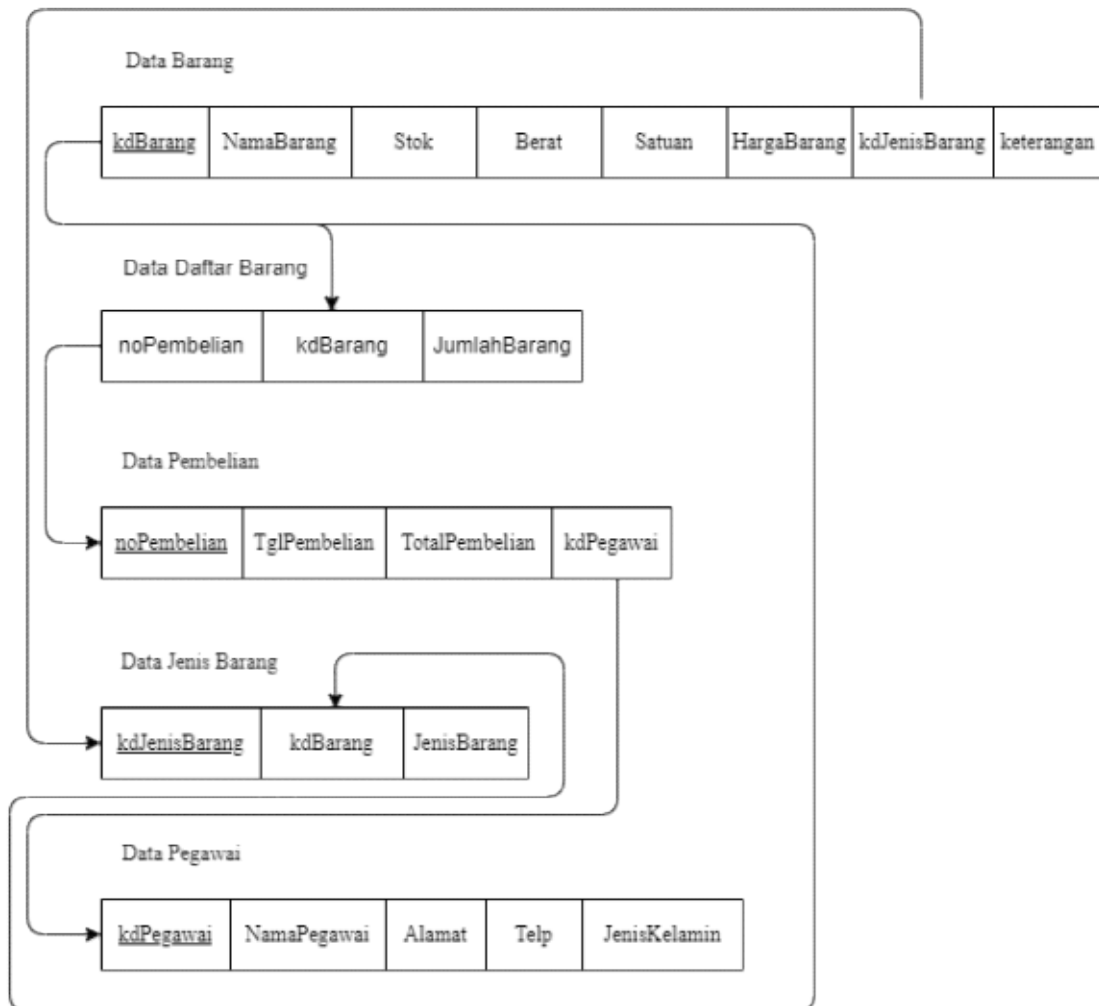 Data Barang
kdBarang NamaBarang Stok Berat Satuan HargaBarang kdJenisBarang keterangan
Data Daftar Barang
noPembelian kdBarang JumlahBarang
Data Pembelian
noPembelian TglPembelian TotalPembelian kdPegawai
Data Jenis Barang
kdJenisBarang kdBarang JenisBarang
Data Pegawai
kdPegawai NamaPegawai Alamat Telp JenisKelamin